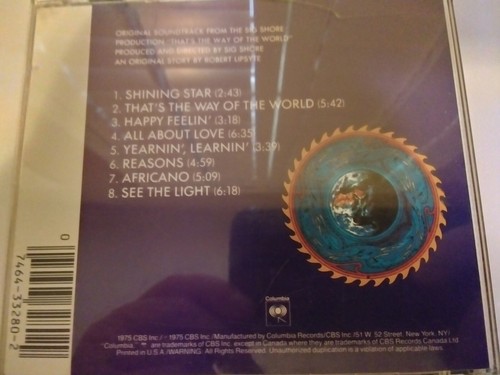 ORIGINAL SOUNDTRACK FROM THE SIG SHORE
PRODUCTION "THAT'S THE WAY OF THE WORLD"
PRODUCED AND DIRECTED BY SIG SHORE
AN ORIGINAL STORY BY ROBERT LIPSYTE
1. SHINING STAR (2:43)
2. THAT'S THE WAY OF THE WORLD (5:42)
3. HAPPY FEELIN' (3:18)
4. ALL ABOUT LOVE (6:35)
5. YEARNIN', LEARNIN' (3:39)
6. REASONS (4:59)
7. AFRICANO (5:09)
8. SEE THE LIGHT (6:18)
0
7464-33280-2
Columbia
1975 CBS Inc./ ℗ 1975 CBS Inc./Manufactured by Columbia Records/CBS Inc./51 W. 52 Street, New York, NY/
"Columbia," are trademarks of CBS Inc. except in Canada where they are trademarks of CBS Records Canada Ltd./
Printed in U.S.A./WARNING: All Rights Reserved. Unauthorized duplication is a violation of applicable laws.